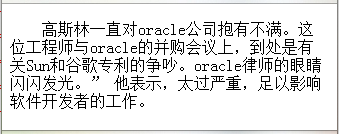 高斯林一直对oracle公司抱有不满。这
位工程师与oracle的并购会议上，到处是有
关Sun和谷歌专利的争吵。oracle律师的眼睛
闪闪发光。” 他表示，太过严重，足以影响
软件开发者的工作。